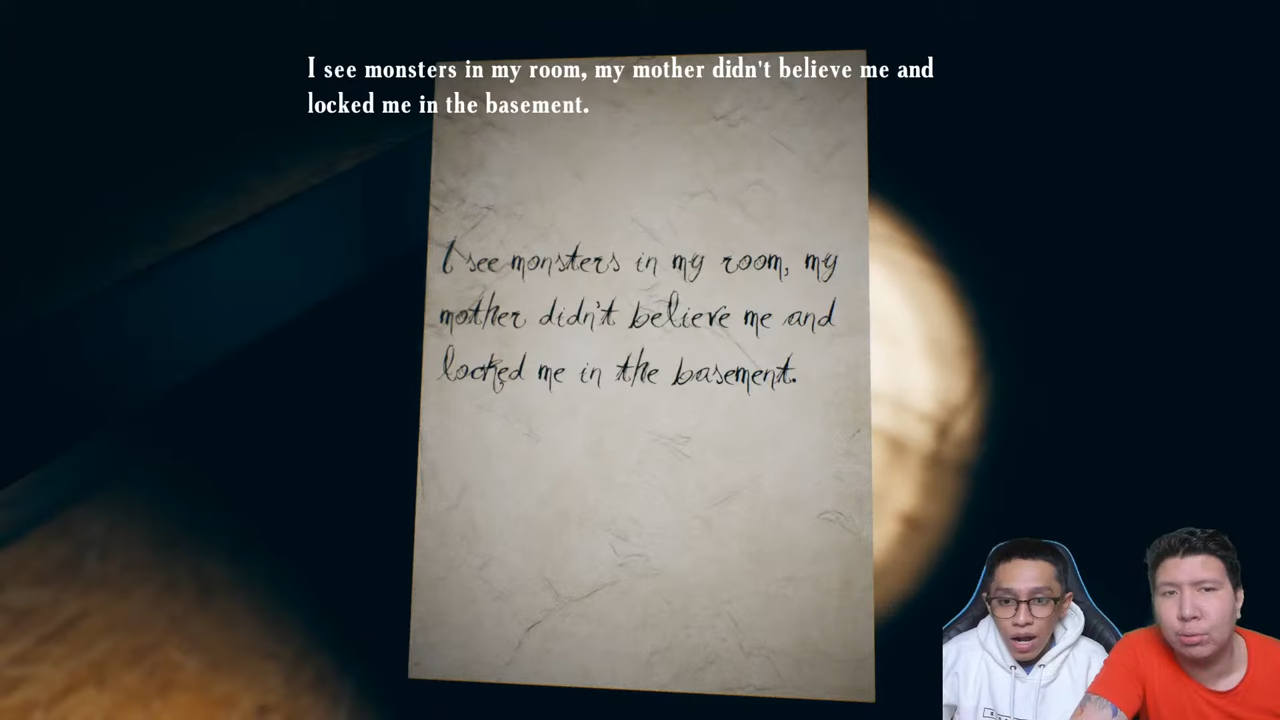 I see monsters in my room, my mother didn't believe me and
locked me in the basement.
I see monsters in my room, my
mother didn't believe me and
locked me in the basement.